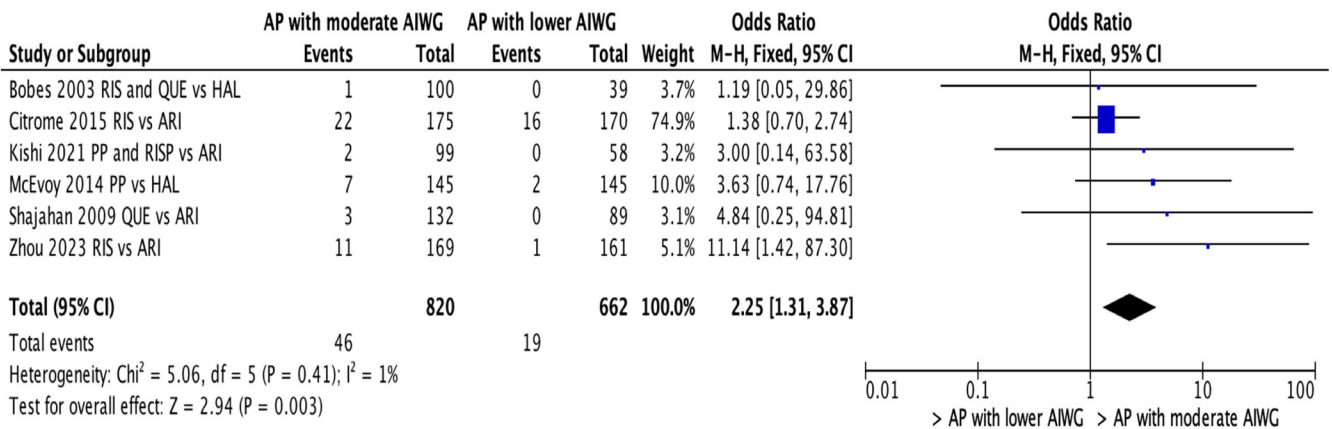 AP with moderate AIWG AP with lower AIWG Odds Ratio Odds Ratio
Study or Subgroup Events Total Events Total Weight M-H, Fixed, 95% CI M-H, Fixed, 95% CI
Bobes 2003 RIS and QUE vs HAL 1 100 0 39 3.7% 1.19 [0.05, 29.86]
Citrome 2015 RIS vs ARI 22 175 16 170 74.9% 1.38 [0.70, 2.74]
Kishi 2021 PP and RISP vs ARI 2 99 0 58 3.2% 3.00 [0.14, 63.58]
McEvoy 2014 PP vs HAL 7 145 2 145 10.0% 3.63 [0.74, 17.76]
Shajahan 2009 QUE vs ARI 3 132 0 89 3.1% 4.84 [0.25, 94.81]
Zhou 2023 RIS vs ARI 11 169 1 161 5.1% 11.14 [1.42, 87.30]
Total (95% CI) 820 662 100.0% 2.25 [1.31, 3.87]
Total events 46 19
Heterogeneity: Chi² = 5.06, df = 5 (P = 0.41); I² = 1%
Test for overall effect: Z = 2.94 (P = 0.003)
0.01 0.1 1 10 100
> AP with lower AIWG > AP with moderate AIWG